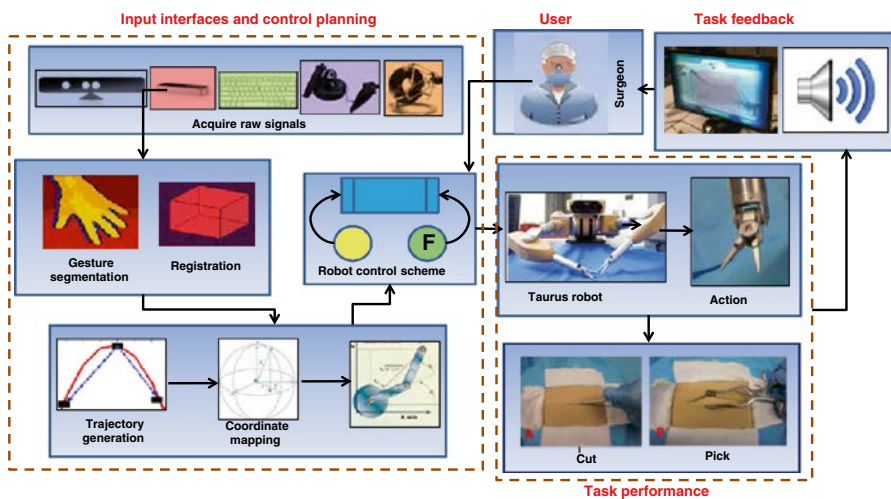 Input interfaces and control planning
User
Task feedback
Acquire raw signals
Surgeon
Gesture
segmentation
Registration
F
Robot control scheme
Taurus robot
Action
Trajectory
generation
Coordinate
mapping
X axis
A
B
Cut
Pick
Task performance